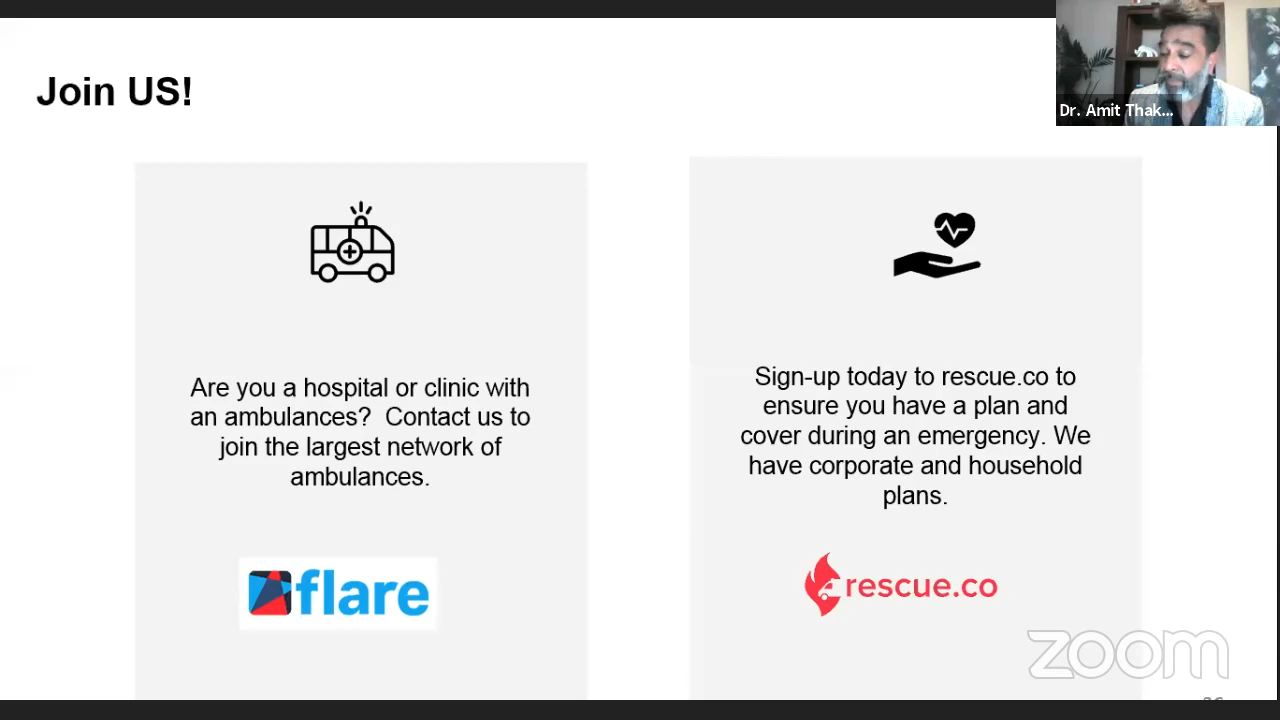 Join US!
Dr. Amit Thak...
Are you a hospital or clinic with
an ambulances?  Contact us to
join the largest network of
ambulances.
flare
Sign-up today to rescue.co to
ensure you have a plan and
cover during an emergency. We
have corporate and household
plans.
rescue.co
zoom